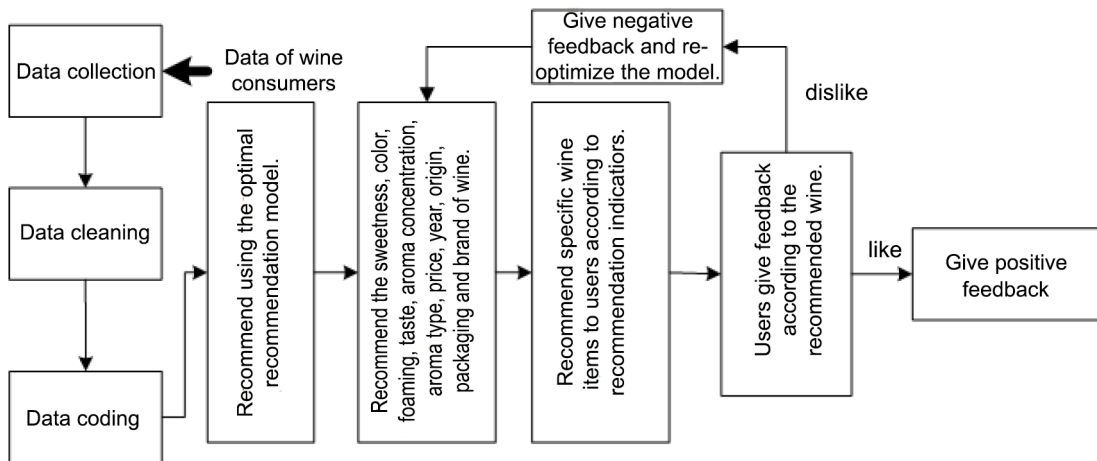 Data collection
Data of wine
consumers
Data cleaning
Data coding
Recommend using the optimal
recommendation model.
Recommend the sweetness, color,
foaming, taste, aroma concentration,
aroma type, price, year, origin,
packaging and brand of wine.
Recommend specific wine
items to users according to
recommendation indicatiors.
Users give feedback
according to the
recommended wine.
dislike
Give negative
feedback and re-
optimize the model.
like
Give positive
feedback